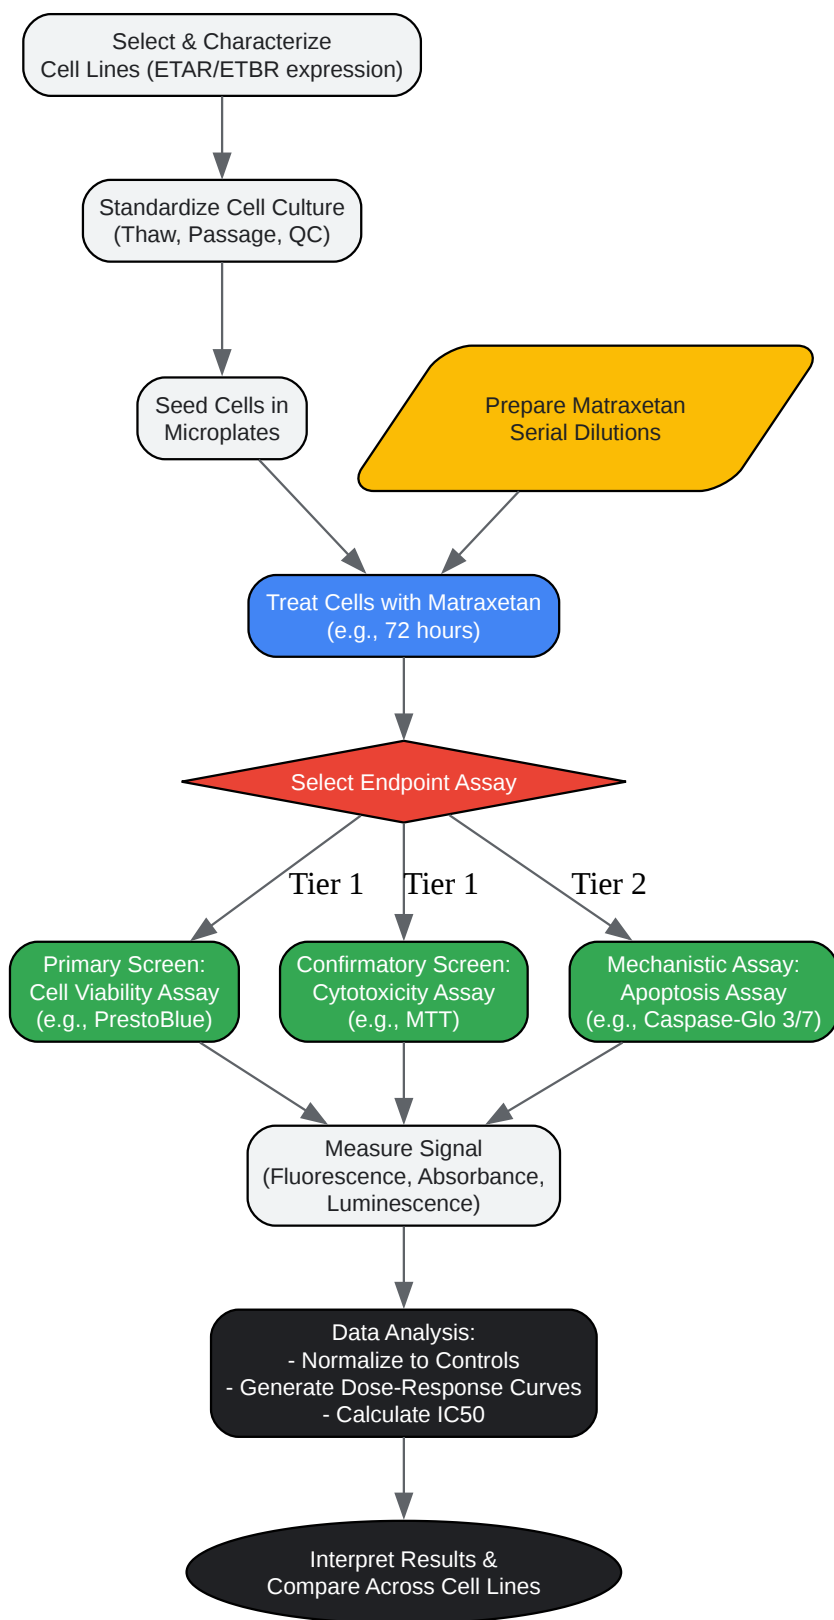 Select & Characterize
Cell Lines (ETAR/ETBR expression)
Standardize Cell Culture
(Thaw, Passage, QC)
Seed Cells in
Microplates
Prepare Matraxetan
Serial Dilutions
Treat Cells with Matraxetan
(e.g., 72 hours)
Select Endpoint Assay
Tier 1
Tier 1
Tier 2
Primary Screen:
Cell Viability Assay
(e.g., PrestoBlue)
Confirmatory Screen:
Cytotoxicity Assay
(e.g., MTT)
Mechanistic Assay:
Apoptosis Assay
(e.g., Caspase-Glo 3/7)
Measure Signal
(Fluorescence, Absorbance,
Luminescence)
Data Analysis:
- Normalize to Controls
- Generate Dose-Response Curves
- Calculate IC50
Interpret Results &
Compare Across Cell Lines